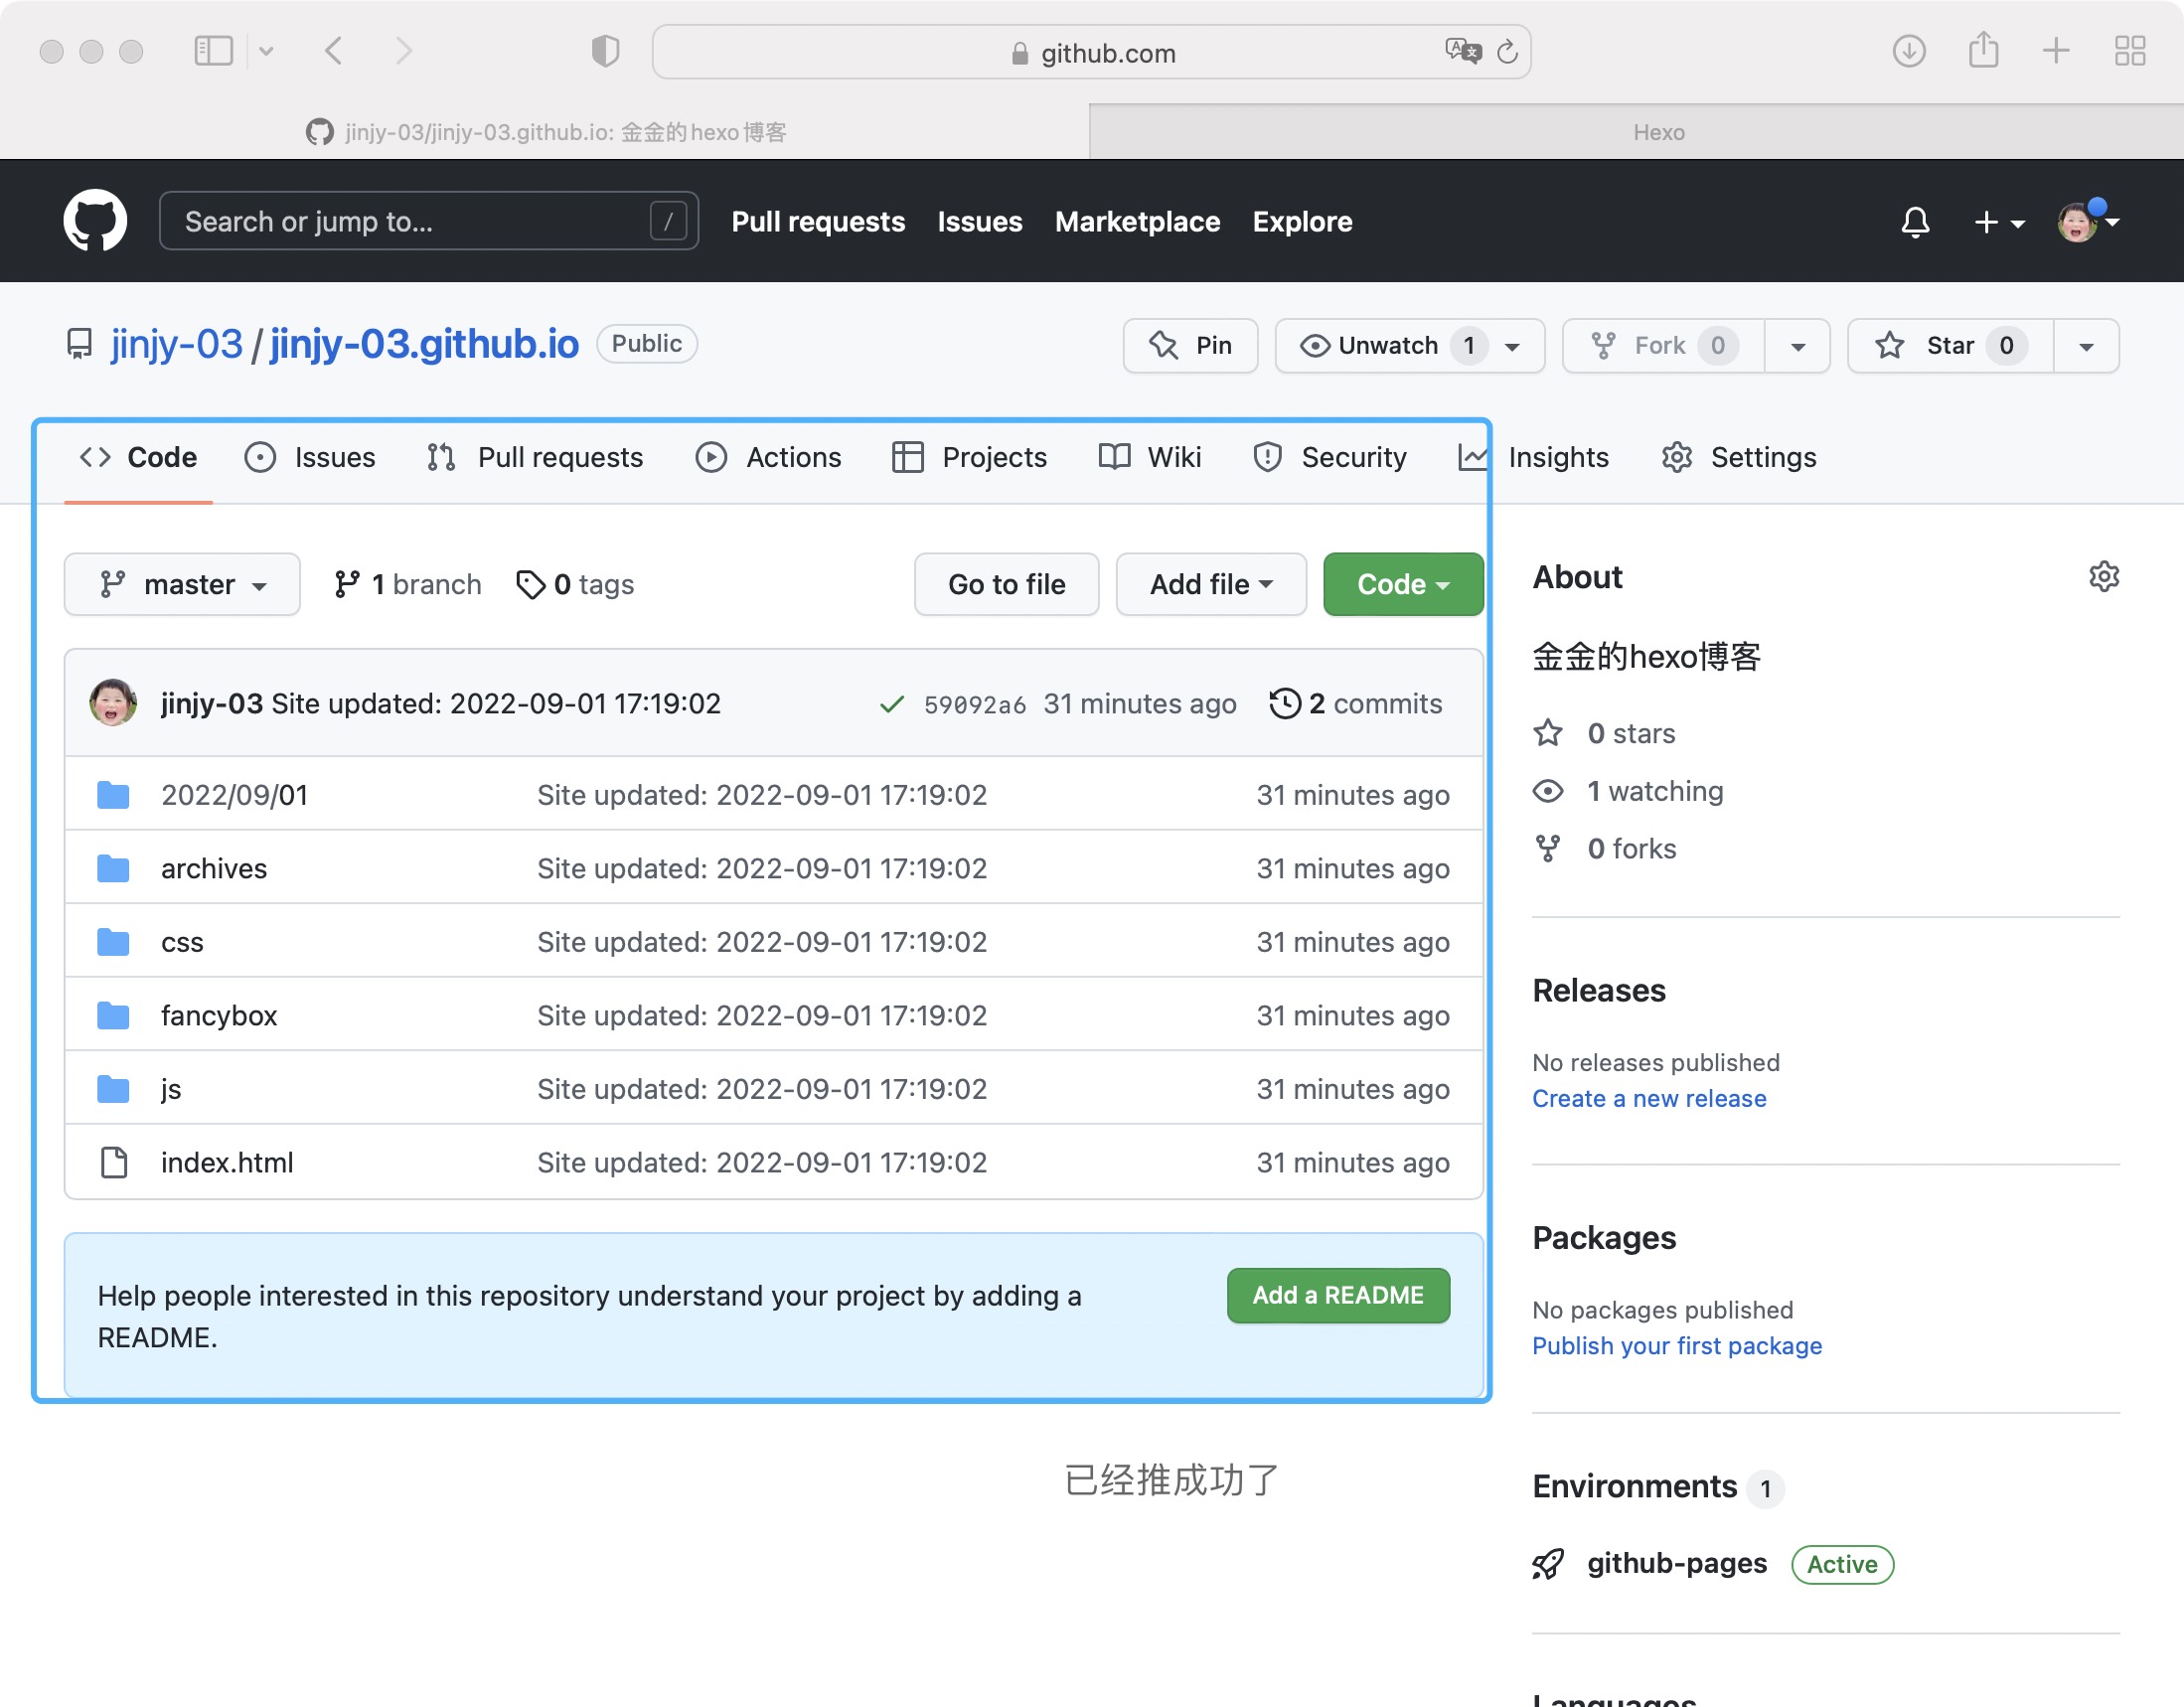 github.com
jinjy-03/jinjy-03.github.io: 金金的hexo博客
Hexo
Search or jump to...
/
Pull requests Issues Marketplace Explore
jinjy-03 / jinjy-03.github.io Public
Pin
Unwatch 1
Fork 0
Star 0
Code Issues Pull requests Actions Projects Wiki Security Insights Settings
master 1 branch 0 tags Go to file Add file Code
jinjy-03 Site updated: 2022-09-01 17:19:02 59092a6 31 minutes ago 2 commits
2022/09/01 Site updated: 2022-09-01 17:19:02 31 minutes ago
archives Site updated: 2022-09-01 17:19:02 31 minutes ago
css Site updated: 2022-09-01 17:19:02 31 minutes ago
fancybox Site updated: 2022-09-01 17:19:02 31 minutes ago
js Site updated: 2022-09-01 17:19:02 31 minutes ago
index.html Site updated: 2022-09-01 17:19:02 31 minutes ago
Help people interested in this repository understand your project by adding a
README.
Add a README
已经推成功了
About
金金的hexo博客
0 stars
1 watching
0 forks
Releases
No releases published
Create a new release
Packages
No packages published
Publish your first package
Environments 1
github-pages Active
Languages